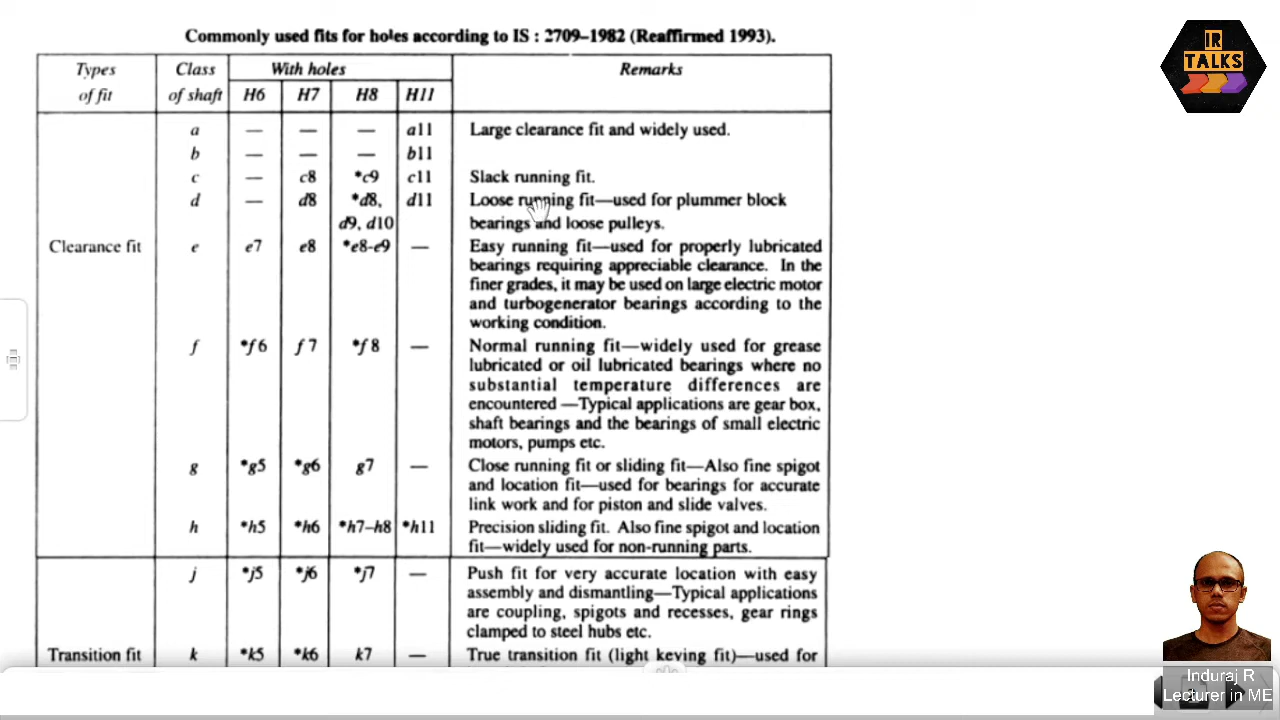 Commonly used fits for holes according to IS : 2709–1982 (Reaffirmed 1993).
Types of fit Class of shaft With holes Remarks
H6 H7 H8 H11
a — — — a11 Large clearance fit and widely used.
b — — — b11
c — c8 *c9 c11 Slack running fit.
d — d8 *d8, d11 Loose running fit—used for plummer block
d9, d10 bearings and loose pulleys.
Clearance fit e e7 e8 *e8-e9 — Easy running fit—used for properly lubricated
bearings requiring appreciable clearance. In the
finer grades, it may be used on large electric motor
and turbogenerator bearings according to the
working condition.
f *f6 f7 *f8 — Normal running fit—widely used for grease
lubricated or oil lubricated bearings where no
substantial temperature differences are
encountered —Typical applications are gear box,
shaft bearings and the bearings of small electric
motors, pumps etc.
g *g5 *g6 g7 — Close running fit or sliding fit—Also fine spigot
and location fit—used for bearings for accurate
link work and for piston and slide valves.
h *h5 *h6 *h7–h8 *h11 Precision sliding fit. Also fine spigot and location
fit—widely used for non-running parts.
j *j5 *j6 *j7 — Push fit for very accurate location with easy
assembly and dismantling—Typical applications
are coupling, spigots and recesses, gear rings
clamped to steel hubs etc.
Transition fit k *k5 *k6 k7 — True transition fit (light keying fit)—used for
IR
TALKS
Induraj R
Lecturer in ME